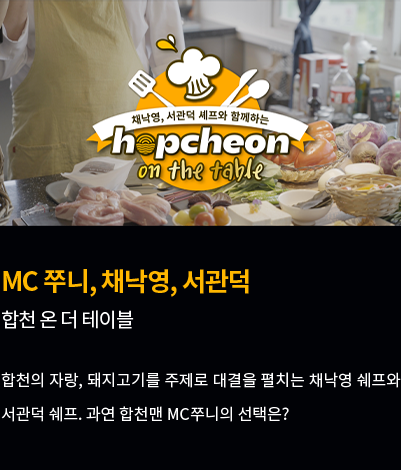 채낙영, 서관덕 셰프와 함께하는
hapcheon
on the table
MC 쭈니, 채낙영, 서관덕
합천 온 더 테이블
합천의 자랑, 돼지고기를 주제로 대결을 펼치는 채낙영 쉐프와
서관덕 쉐프. 과연 합천맨 MC쭈니의 선택은?